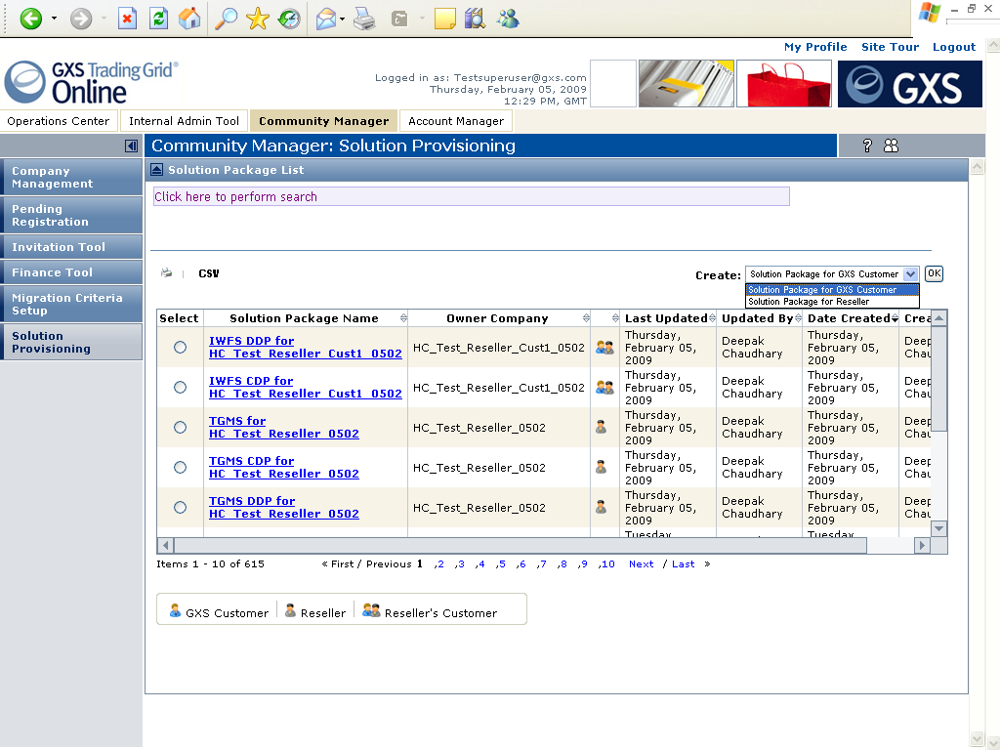 My Profile Site Tour Logout
GXS Trading Grid®
Online
Logged in as: Testsuperuser@gxs.com
Thursday, February 05, 2009
12:29 PM, GMT
GXS
Operations Center Internal Admin Tool Community Manager Account Manager
Community Manager: Solution Provisioning
?
Company
Management
Pending
Registration
Invitation Tool
Finance Tool
Migration Criteria
Setup
Solution
Provisioning
Solution Package List
Click here to perform search
CSV
Create: Solution Package for GXS Customer OK
Solution Package for GXS Customer
Solution Package for Reseller
Select Solution Package Name Owner Company Last Updated Updated By Date Created Crea
IWFS DDP for
HC_Test_Reseller_Cust1_0502
HC_Test_Reseller_Cust1_0502
Thursday,
February 05,
2009
Deepak
Chaudhary
Thursday,
February 05,
2009
Deep
Chau
IWFS CDP for
HC_Test_Reseller_Cust1_0502
HC_Test_Reseller_Cust1_0502
Thursday,
February 05,
2009
Deepak
Chaudhary
Thursday,
February 05,
2009
Deep
Chau
TGMS for
HC_Test_Reseller_0502
HC_Test_Reseller_0502
Thursday,
February 05,
2009
Deepak
Chaudhary
Thursday,
February 05,
2009
Deep
Chau
TGMS CDP for
HC_Test_Reseller_0502
HC_Test_Reseller_0502
Thursday,
February 05,
2009
Deepak
Chaudhary
Thursday,
February 05,
2009
Deep
Chau
TGMS DDP for
HC_Test_Reseller_0502
HC_Test_Reseller_0502
Thursday,
February 05,
2009
Deepak
Chaudhary
Thursday,
February 05,
2009
Deep
Chau
Tuesday Tuesday
Items 1 - 10 of 615 « First / Previous 1 ,2 ,3 ,4 ,5 ,6 ,7 ,8 ,9 ,10 Next / Last »
GXS Customer Reseller Reseller's Customer